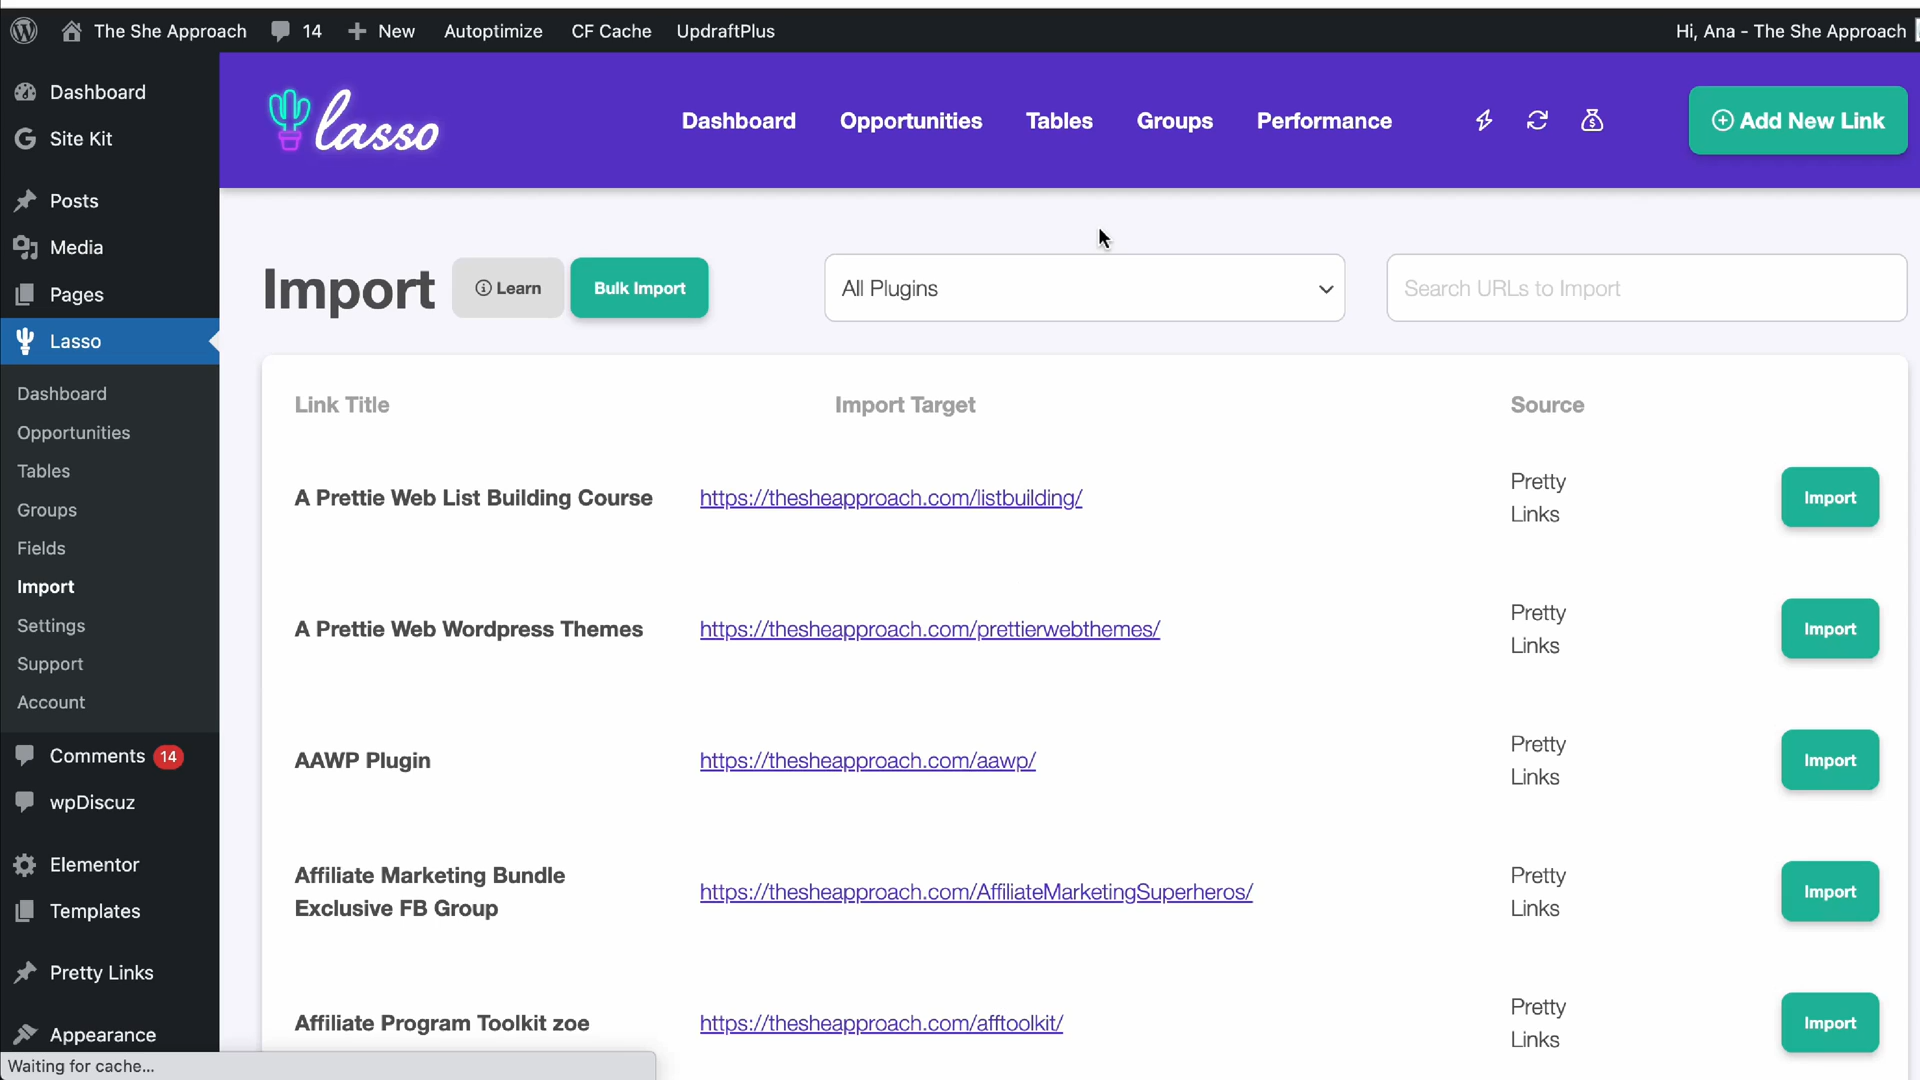 The She Approach
14
New
Autoptimize
CF Cache
UpdraftPlus
Hi, Ana - The She Approach
Dashboard
Site Kit
Posts
Media
Pages
Lasso
Dashboard
Opportunities
Tables
Groups
Fields
Import
Settings
Support
Account
Comments 14
wpDiscuz
Elementor
Templates
Pretty Links
Appearance
Waiting for cache...
lasso
Dashboard
Opportunities
Tables
Groups
Performance
Add New Link
Import
Learn
Bulk Import
All Plugins
Search URLs to Import
Link Title
Import Target
Source
A Prettie Web List Building Course
https://thesheapproach.com/listbuilding/
Pretty
Links
Import
A Prettie Web Wordpress Themes
https://thesheapproach.com/prettierwebthemes/
Pretty
Links
Import
AAWP Plugin
https://thesheapproach.com/aawp/
Pretty
Links
Import
Affiliate Marketing Bundle
Exclusive FB Group
https://thesheapproach.com/AffiliateMarketingSuperheros/
Pretty
Links
Import
Affiliate Program Toolkit zoe
https://thesheapproach.com/afftoolkit/
Pretty
Links
Import